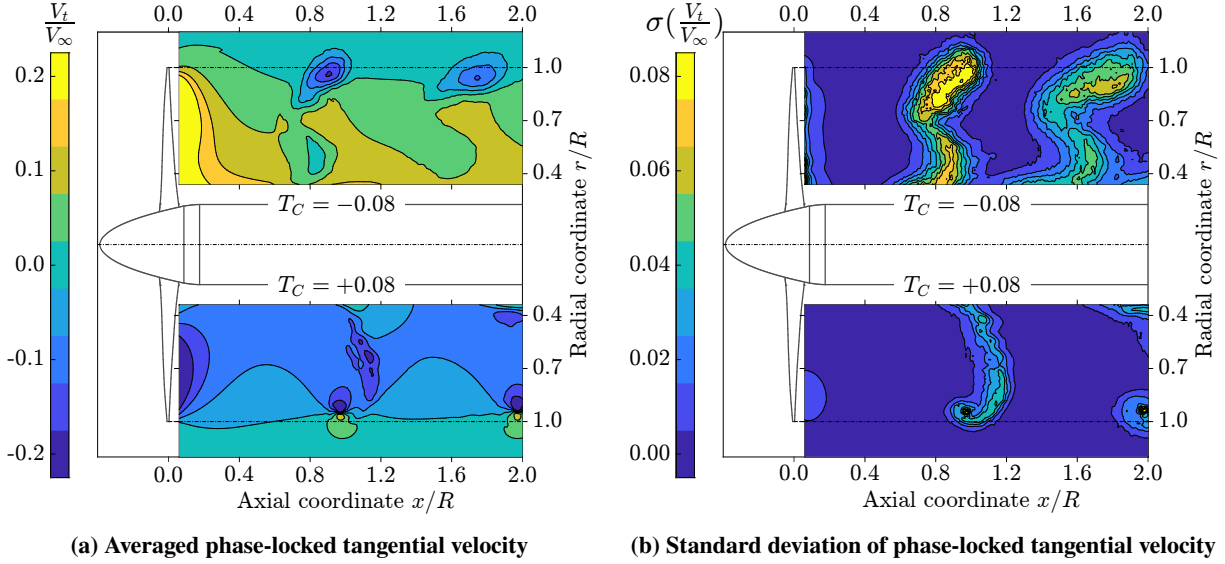 V_t/V_∞ 0.0 0.4 0.8 1.2 1.6 2.0
0.2
0.1
0.0
-0.1
-0.2
1.0
0.7
0.4
T_C = −0.08
T_C = +0.08
0.4
0.7
1.0
Radial coordinate r/R
0.0 0.4 0.8 1.2 1.6 2.0
Axial coordinate x/R
(a) Averaged phase-locked tangential velocity
σ(V_t/V_∞) 0.0 0.4 0.8 1.2 1.6 2.0
0.08
0.06
0.04
0.02
0.00
1.0
0.7
0.4
T_C = −0.08
T_C = +0.08
0.4
0.7
1.0
Radial coordinate r/R
0.0 0.4 0.8 1.2 1.6 2.0
Axial coordinate x/R
(b) Standard deviation of phase-locked tangential velocity